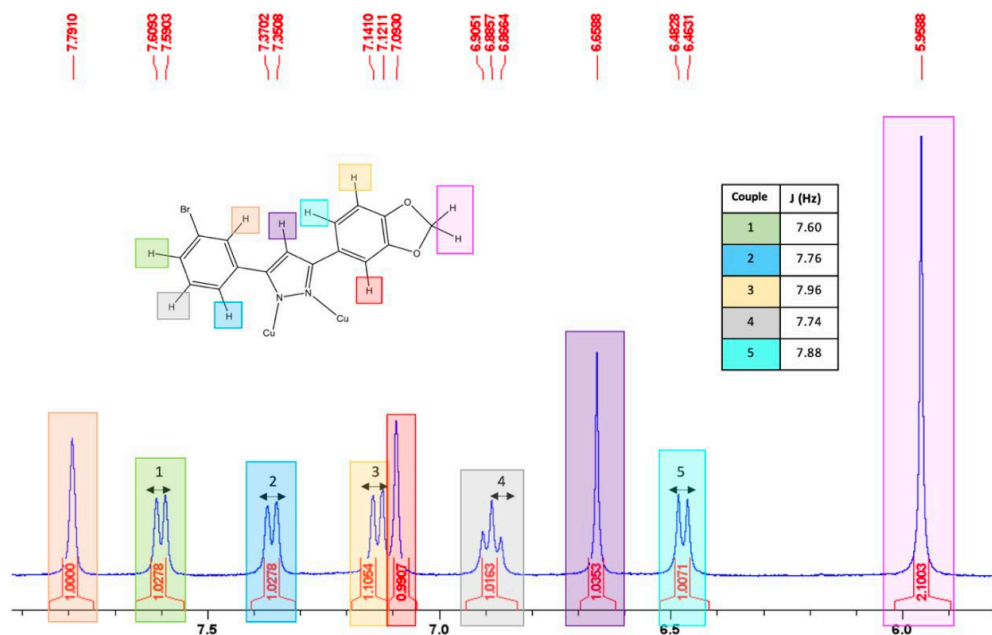 7.7910
7.6093
7.5903
7.3702
7.3508
7.1410
7.1211
7.0930
6.9051
6.8857
6.8664
6.6588
6.4828
6.4631
5.9588
H
H
Br
H
H
H
O
H
H
H
O
H
H
H
N
N
Cu
Cu
Couple J (Hz)
1 7.60
2 7.76
3 7.96
4 7.74
5 7.88
1
2
3
4
5
1.0000
1.0278
1.0278
1.1054
0.9907
1.0163
1.0353
1.0071
2.1003
7.5
7.0
6.5
6.0